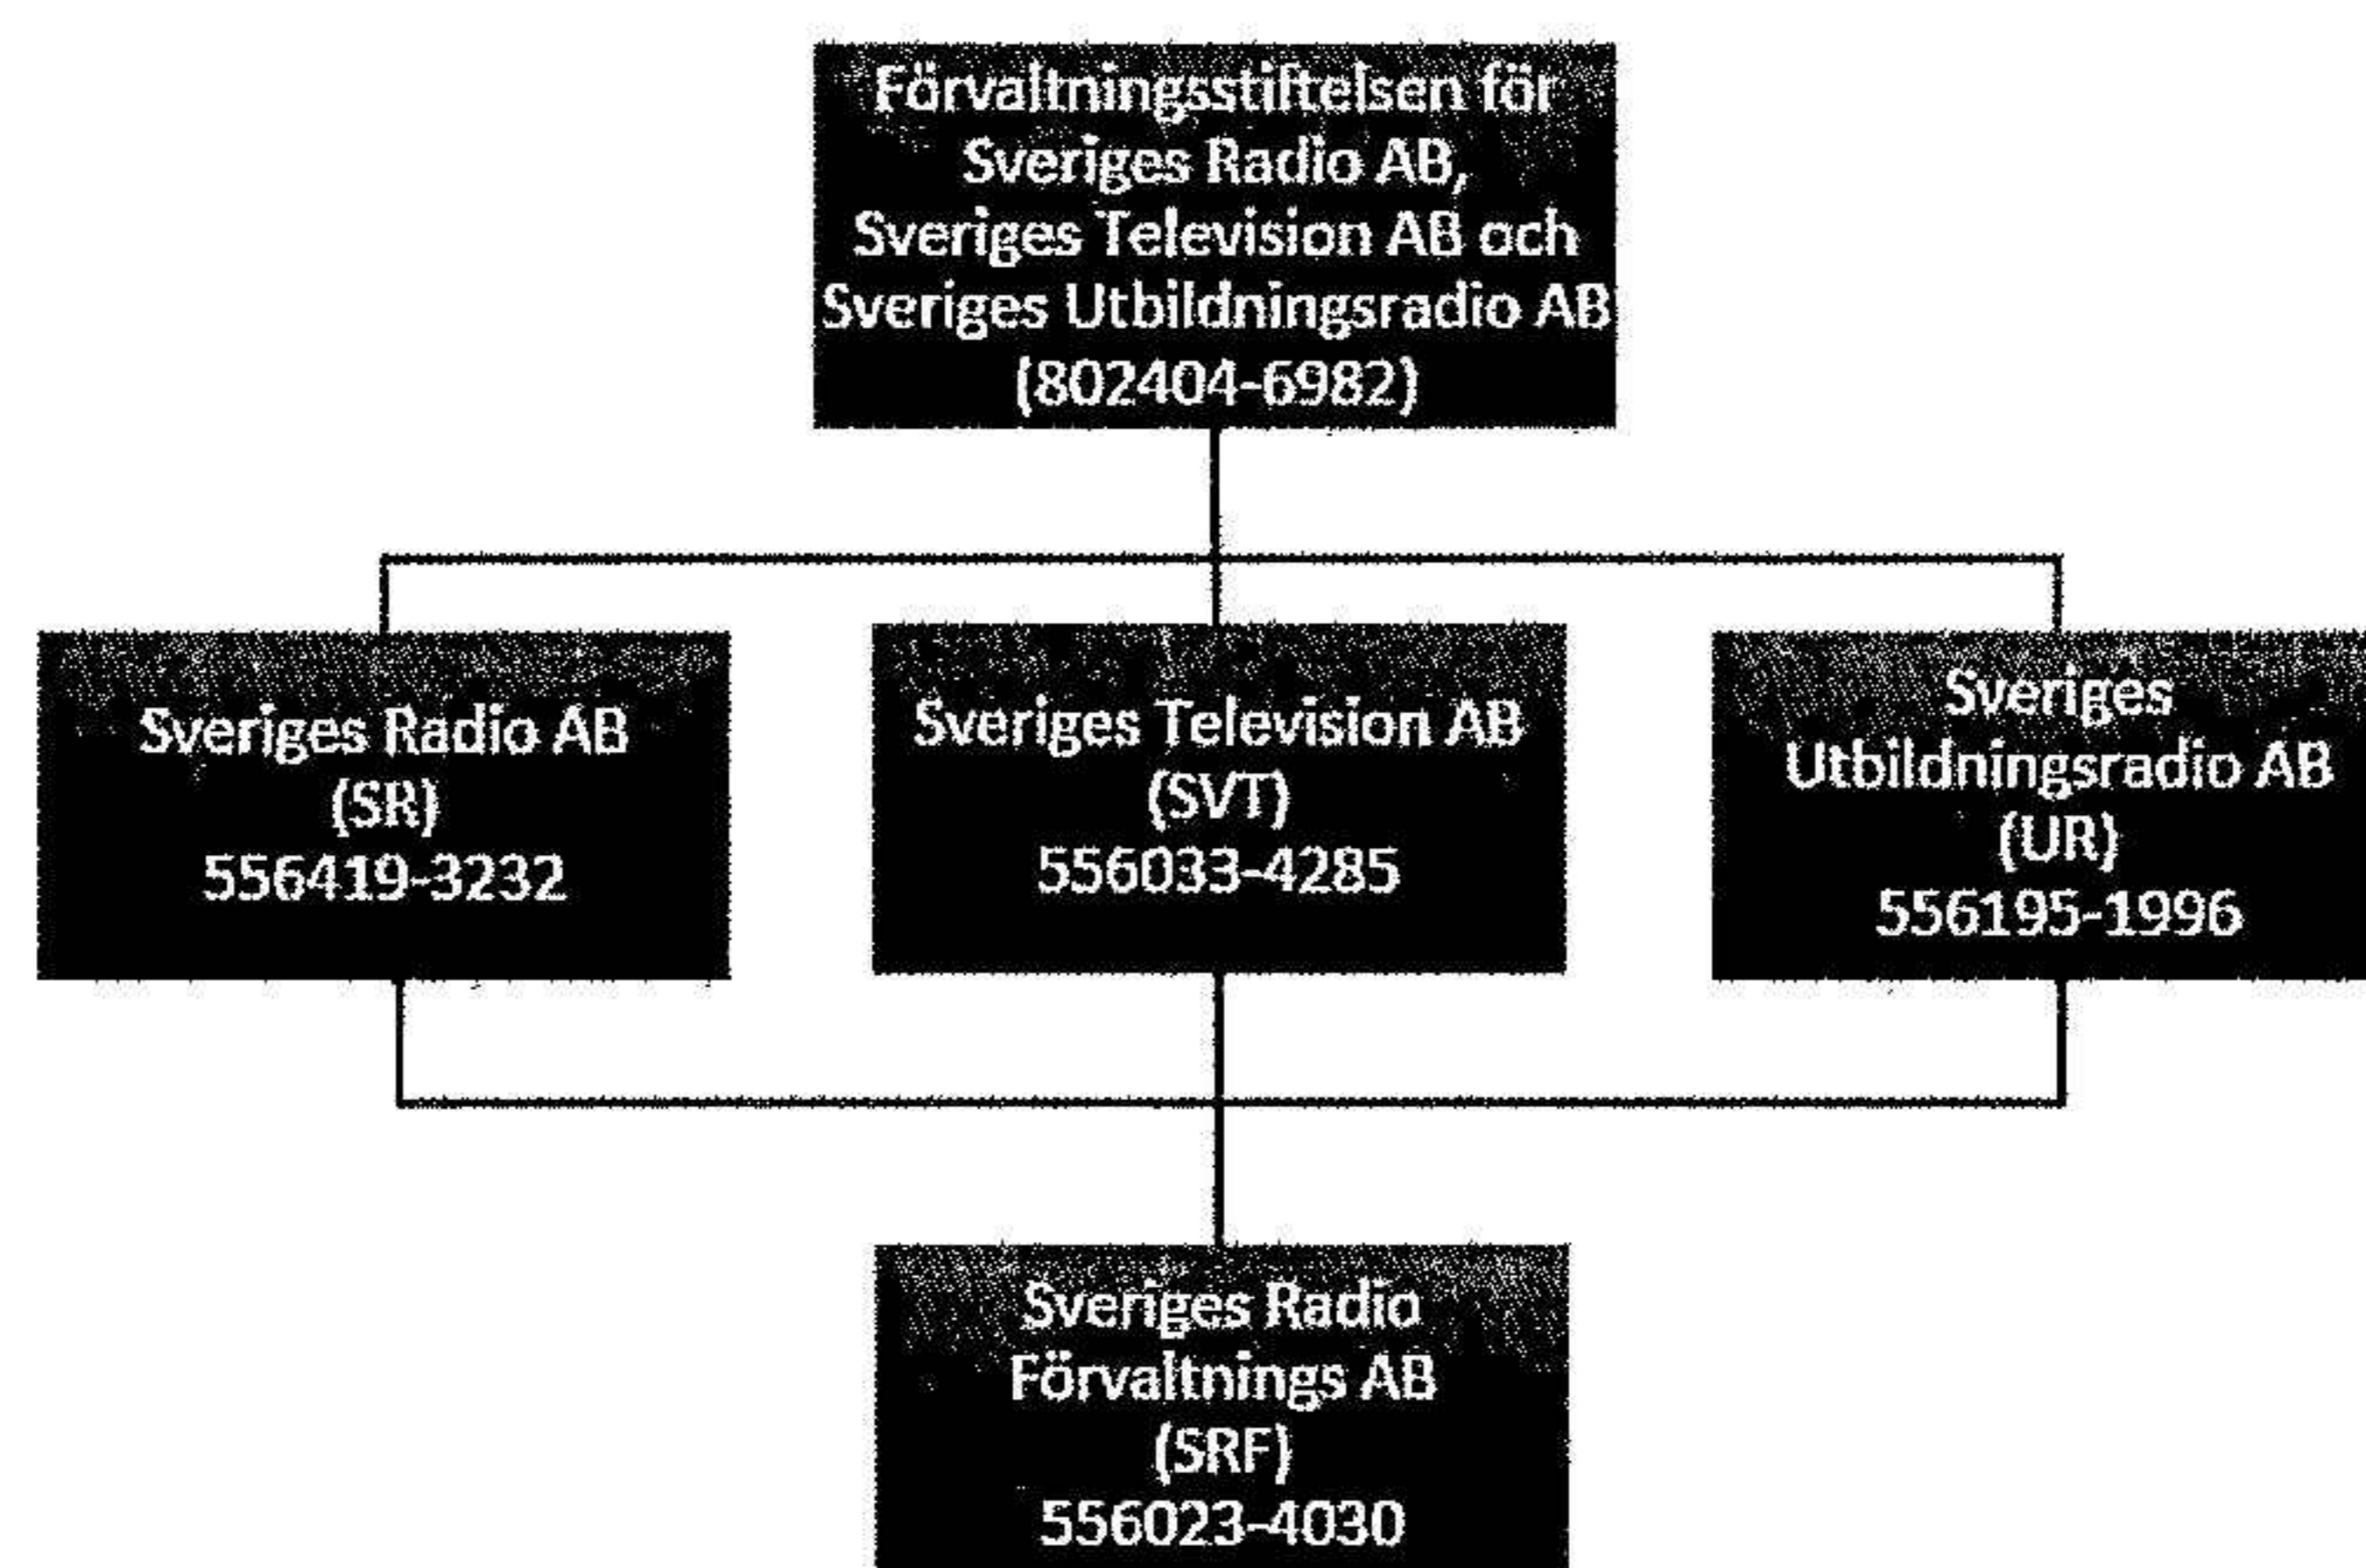 Förvaltningsstiftelsen för
Sveriges Radio AB,
Sveriges Television AB och
Sveriges Utbildningsradio AB
(802404-6982)
Sveriges Radio AB
(SR)
556419-3232
Sveriges Television AB
(SVT)
556033-4285
Sveriges
Utbildningsradio AB
(UR)
556195-1996
Sveriges Radio
Förvaltnings AB
(SRF)
556023-4030